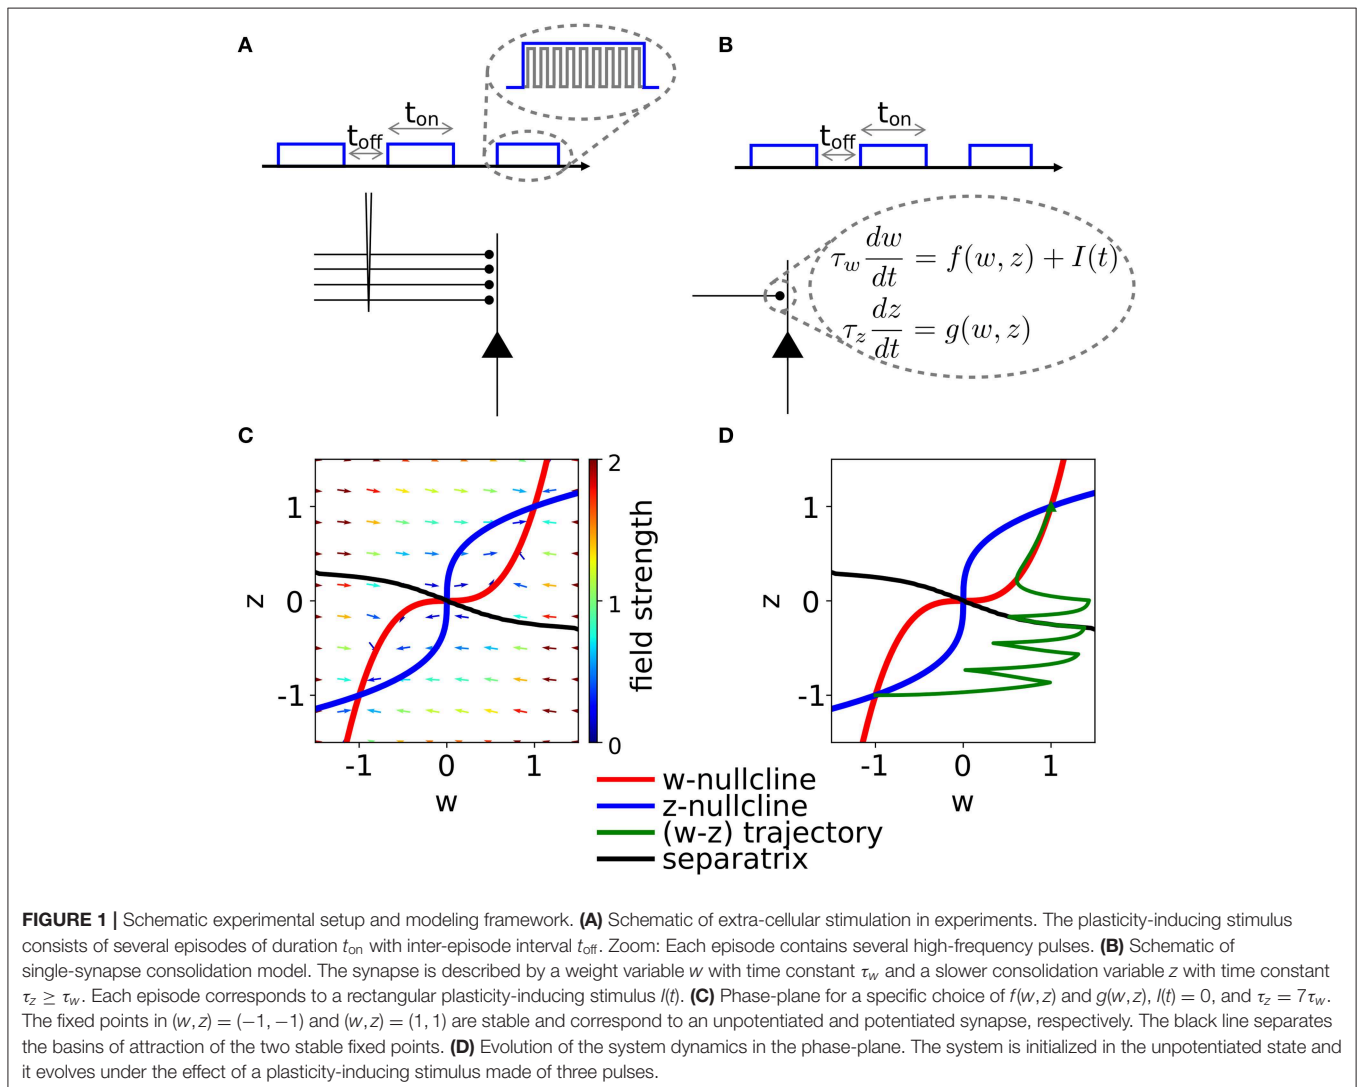 A
B
t_on
t_off
t_on
t_off
τ_w dw/dt = f(w, z) + I(t)
τ_z dz/dt = g(w, z)
C
D
1
0
-1
z
-1 0 1
w
2
1
0
field strength
1
0
-1
z
-1 0 1
w
w-nullcline
z-nullcline
(w-z) trajectory
separatrix
FIGURE 1 | Schematic experimental setup and modeling framework. (A) Schematic of extra-cellular stimulation in experiments. The plasticity-inducing stimulus
consists of several episodes of duration t_on with inter-episode interval t_off. Zoom: Each episode contains several high-frequency pulses. (B) Schematic of
single-synapse consolidation model. The synapse is described by a weight variable w with time constant τ_w and a slower consolidation variable z with time constant
τ_z ≥ τ_w. Each episode corresponds to a rectangular plasticity-inducing stimulus I(t). (C) Phase-plane for a specific choice of f(w, z) and g(w, z), I(t) = 0, and τ_z = 7τ_w.
The fixed points in (w, z) = (−1, −1) and (w, z) = (1, 1) are stable and correspond to an unpotentiated and potentiated synapse, respectively. The black line separates
the basins of attraction of the two stable fixed points. (D) Evolution of the system dynamics in the phase-plane. The system is initialized in the unpotentiated state and
it evolves under the effect of a plasticity-inducing stimulus made of three pulses.